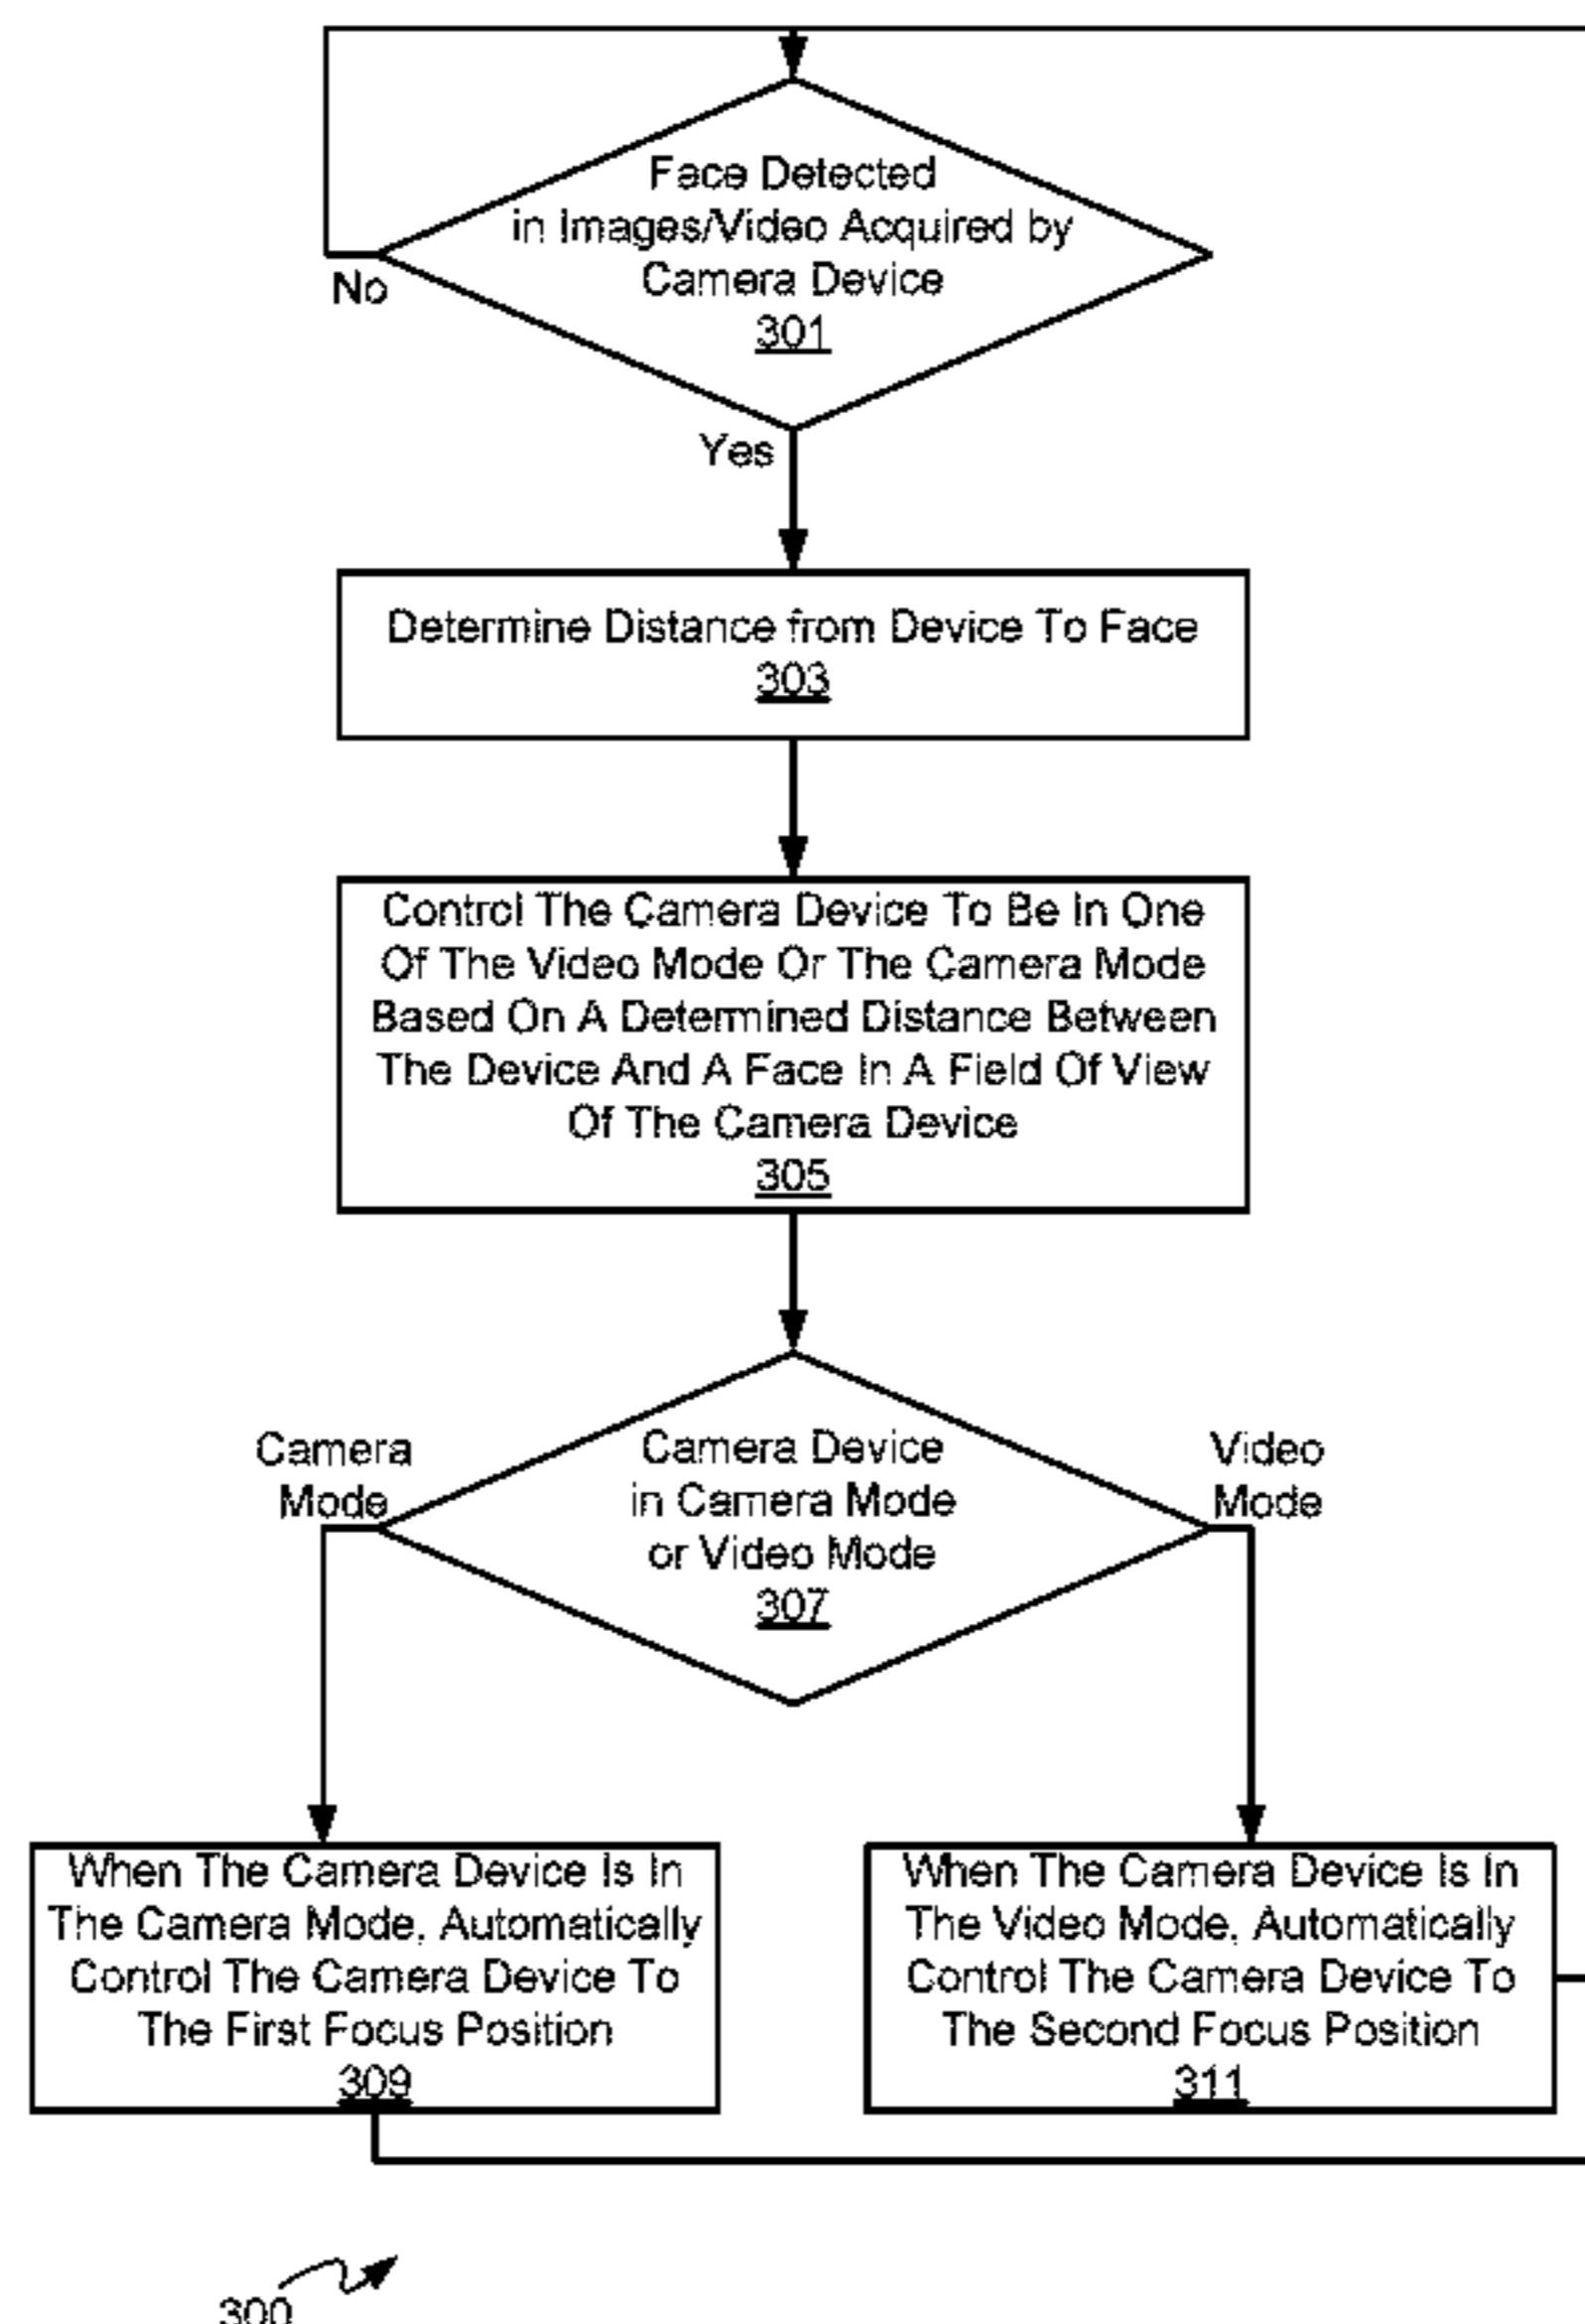 Face Detected
in Images/Video Acquired by
Camera Device
301
No
Yes
Determine Distance from Device To Face
303
Control The Camera Device To Be In One
Of The Video Mode Or The Camera Mode
Based On A Determined Distance Between
The Device And A Face In A Field Of View
Of The Camera Device
305
Camera
Mode
Camera Device
in Camera Mode
or Video Mode
307
Video
Mode
When The Camera Device Is In
The Camera Mode, Automatically
Control The Camera Device To
The First Focus Position
309
When The Camera Device Is In
The Video Mode, Automatically
Control The Camera Device To
The Second Focus Position
311
300